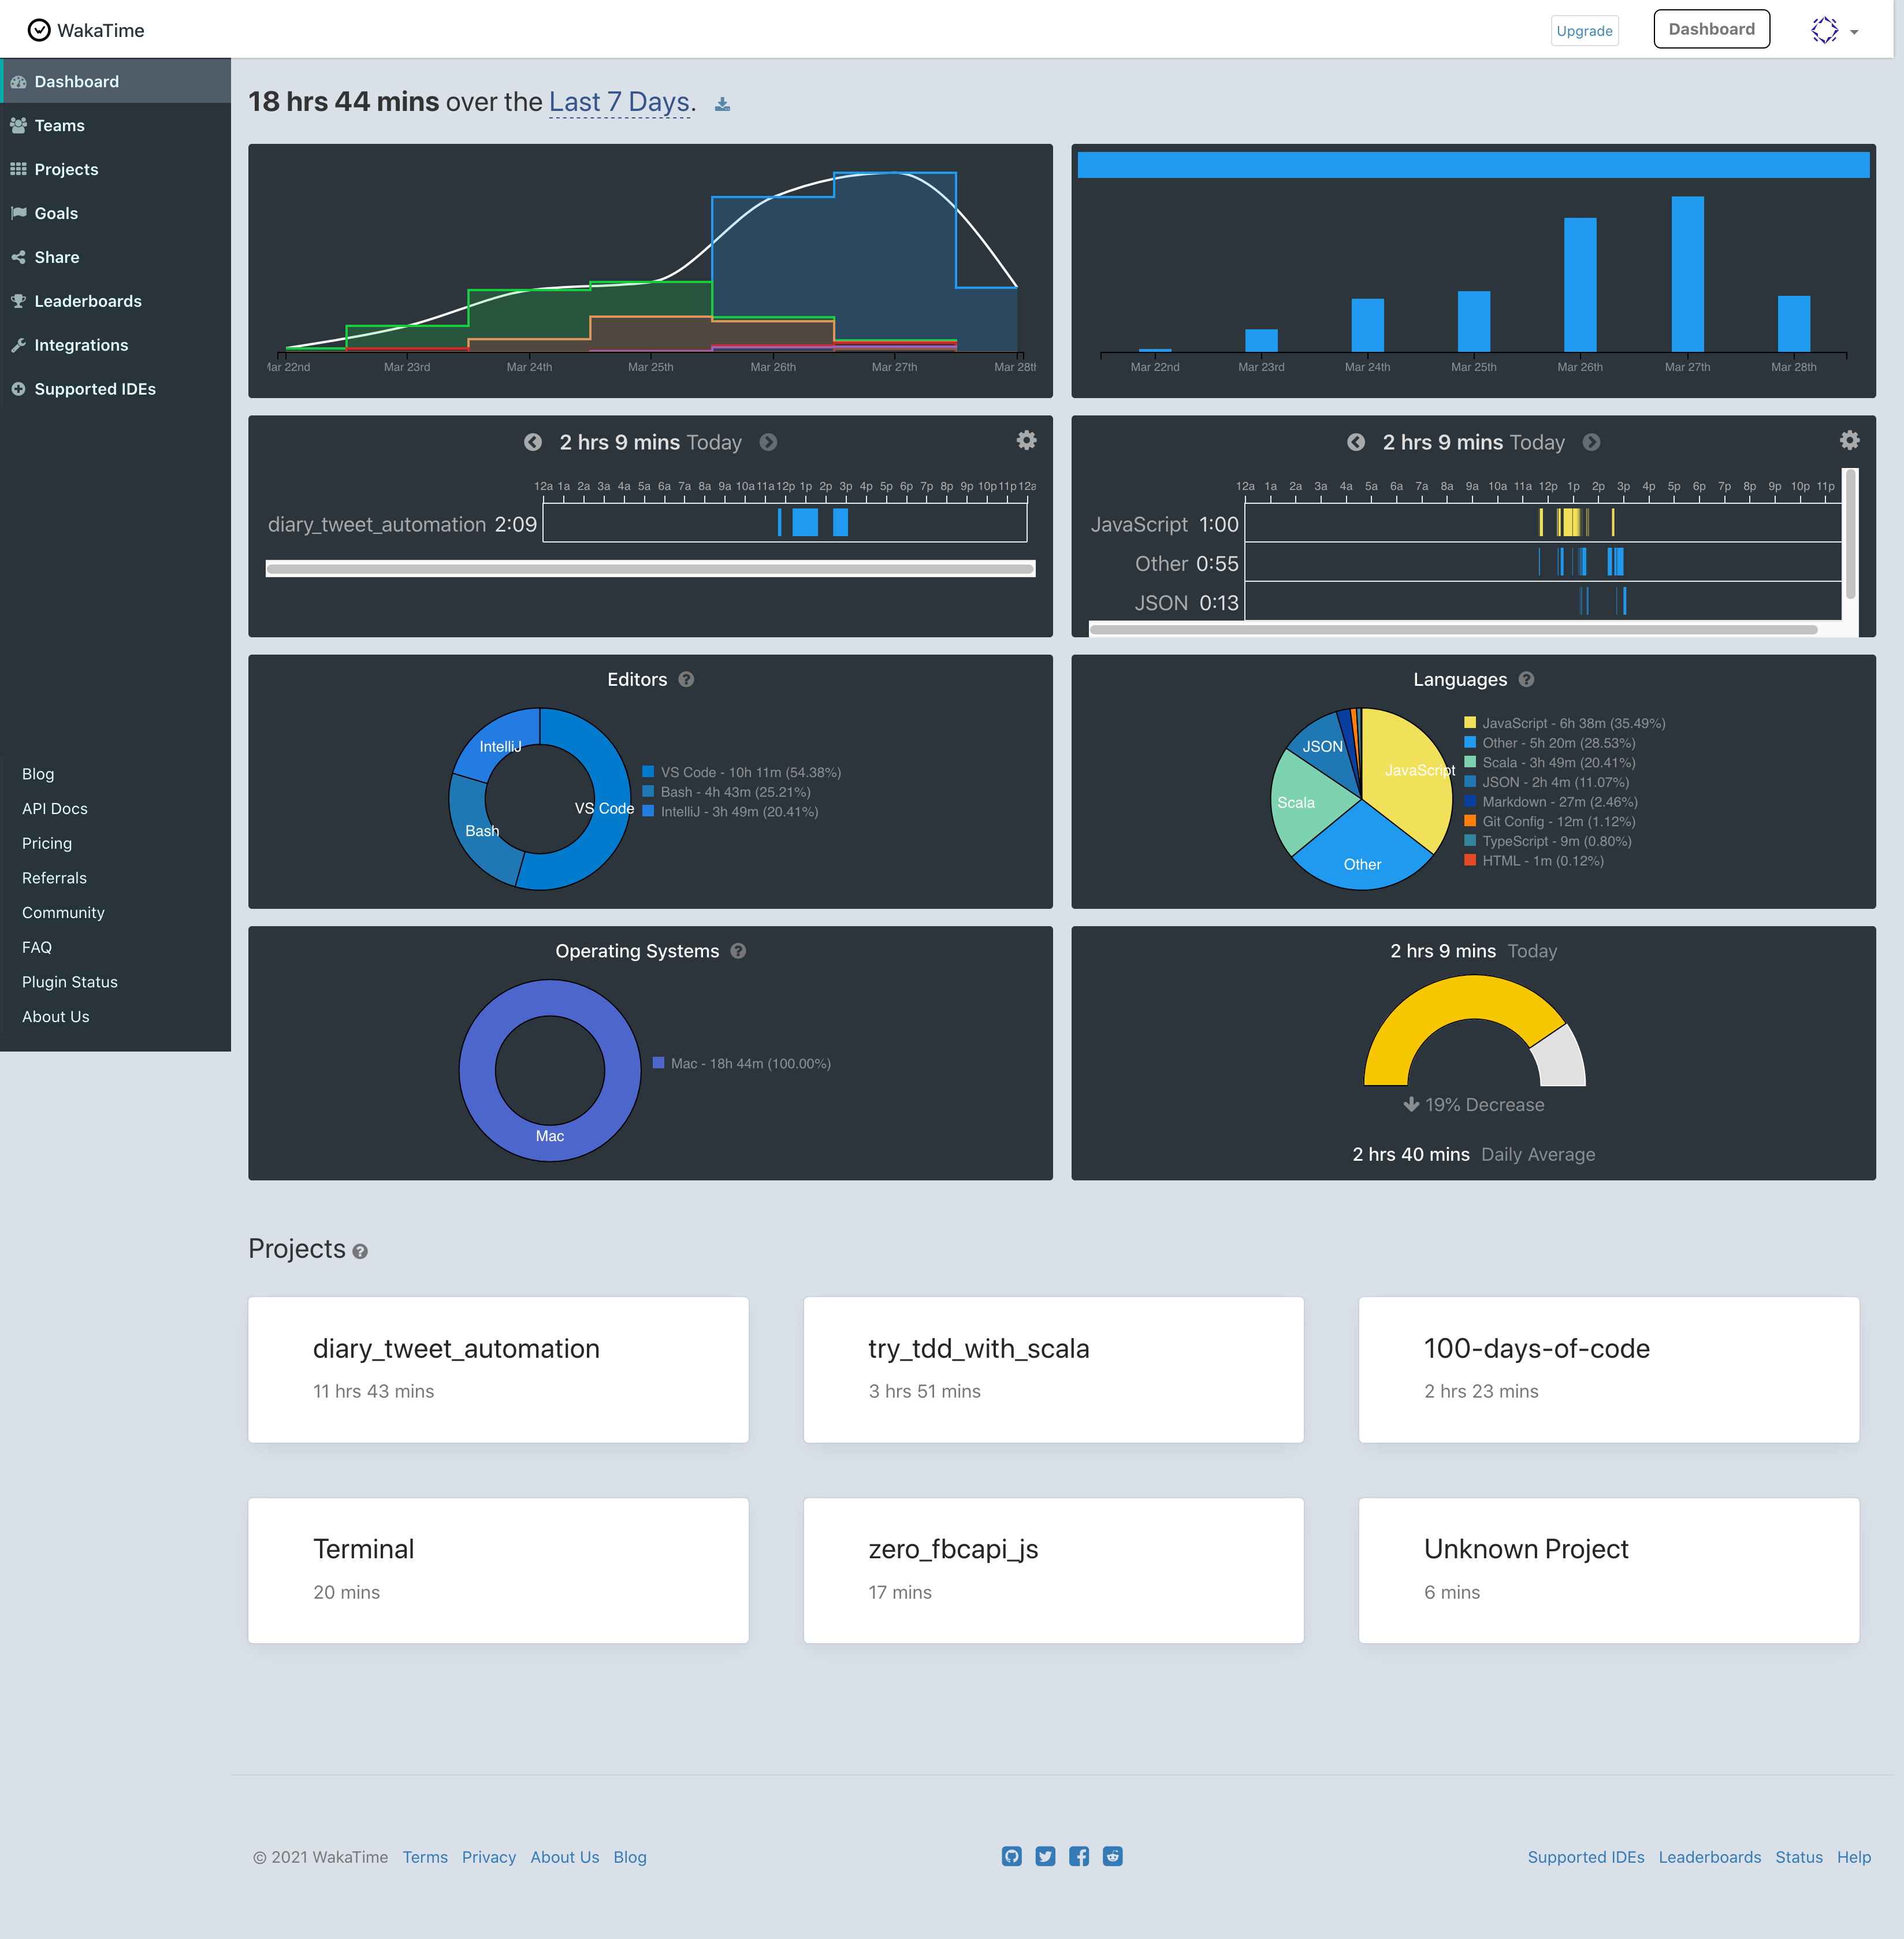 WakaTime
Upgrade
Dashboard
Dashboard
Teams
Projects
Goals
Share
Leaderboards
Integrations
Supported IDEs
Blog
API Docs
Pricing
Referrals
Community
FAQ
Plugin Status
About Us
18 hrs 44 mins over the Last 7 Days.
Mar 22nd Mar 23rd Mar 24th Mar 25th Mar 26th Mar 27th Mar 28th
Mar 22nd Mar 23rd Mar 24th Mar 25th Mar 26th Mar 27th Mar 28th
2 hrs 9 mins Today
12a 1a 2a 3a 4a 5a 6a 7a 8a 9a 10a 11a 12p 1p 2p 3p 4p 5p 6p 7p 8p 9p 10p 11p 12a
diary_tweet_automation 2:09
2 hrs 9 mins Today
12a 1a 2a 3a 4a 5a 6a 7a 8a 9a 10a 11a 12p 1p 2p 3p 4p 5p 6p 7p 8p 9p 10p 11p
JavaScript 1:00
Other 0:55
JSON 0:13
Editors
IntelliJ
VS Code
Bash
VS Code - 10h 11m (54.38%)
Bash - 4h 43m (25.21%)
IntelliJ - 3h 49m (20.41%)
Languages
JSON
JavaScript
Scala
Other
JavaScript - 6h 38m (35.49%)
Other - 5h 20m (28.53%)
Scala - 3h 49m (20.41%)
JSON - 2h 4m (11.07%)
Markdown - 27m (2.46%)
Git Config - 12m (1.12%)
TypeScript - 9m (0.80%)
HTML - 1m (0.12%)
Operating Systems
Mac
Mac - 18h 44m (100.00%)
2 hrs 9 mins Today
19% Decrease
2 hrs 40 mins Daily Average
Projects
diary_tweet_automation
11 hrs 43 mins
try_tdd_with_scala
3 hrs 51 mins
100-days-of-code
2 hrs 23 mins
Terminal
20 mins
zero_fbcapi_js
17 mins
Unknown Project
6 mins
© 2021 WakaTime Terms Privacy About Us Blog
Supported IDEs Leaderboards Status Help